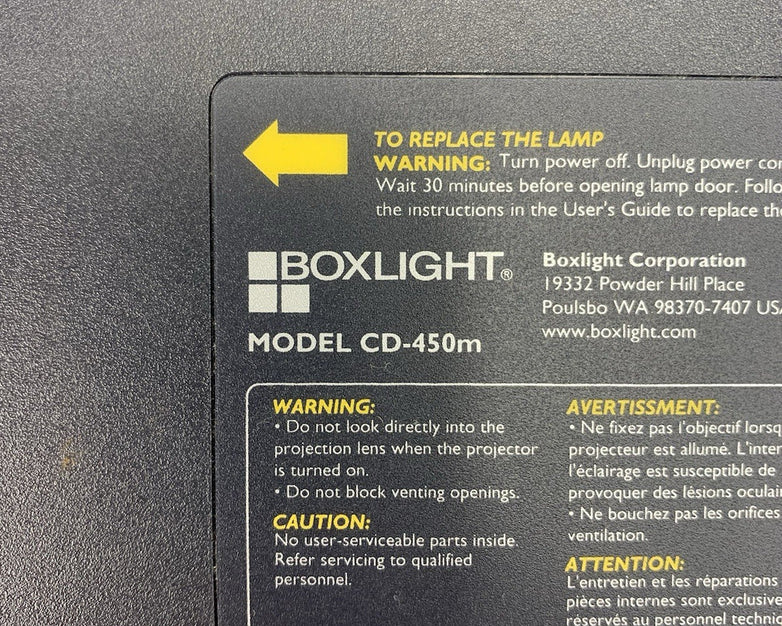 TO REPLACE THE LAMP
WARNING: Turn power off. Unplug power
Wait 30 minutes before opening lamp door.
the instructions in the User's Guide to replace
BOXLIGHT®
MODEL CD-450m
Boxlight Corporation
19332 Powder Hill Place
Poulsbo WA 98370-7407
www.boxlight.com
WARNING:
• Do not look directly into the
projection lens when the projector
is turned on.
• Do not block venting openings.
CAUTION:
No user-serviceable parts inside.
Refer servicing to qualified
personnel.
AVERTISSMENT:
• Ne fixez pas l'objectif
projecteur est allumé.
l'éclairage est susceptible de
provoquer des lésions
• Ne bouchez pas les orifices
ventilation.
ATTENTION:
L'entretien et les réparations
pièces internes sont
réservés au personnel